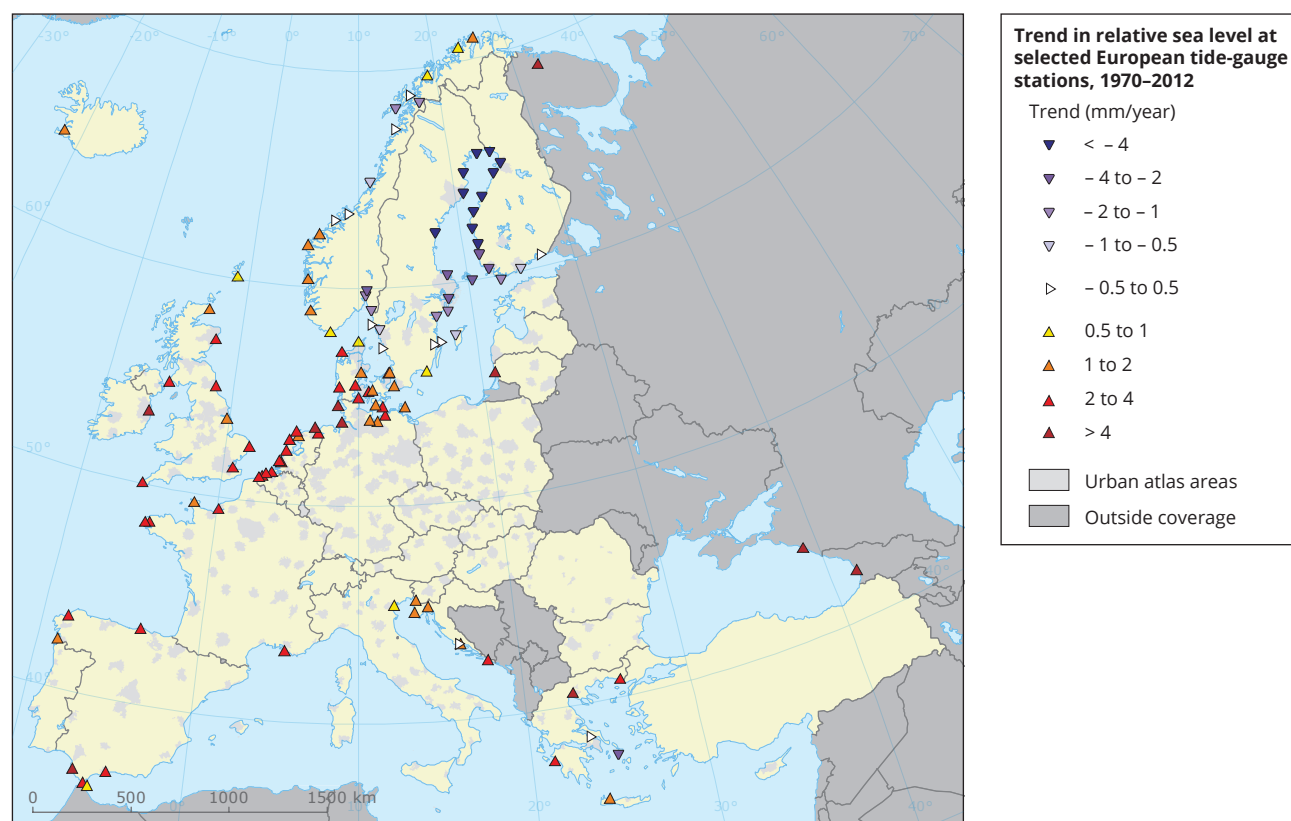 -30°
-20°
-10°
0°
10°
20°
30°
40°
50°
60°
70°
60°
50°
40°
40°
0
500
1000
1500 km
0°
10°
20°
30°
40°
Trend in relative sea level at
selected European tide-gauge
stations, 1970–2012
Trend (mm/year)
< – 4
– 4 to – 2
– 2 to – 1
– 1 to – 0.5
– 0.5 to 0.5
0.5 to 1
1 to 2
2 to 4
> 4
Urban atlas areas
Outside coverage